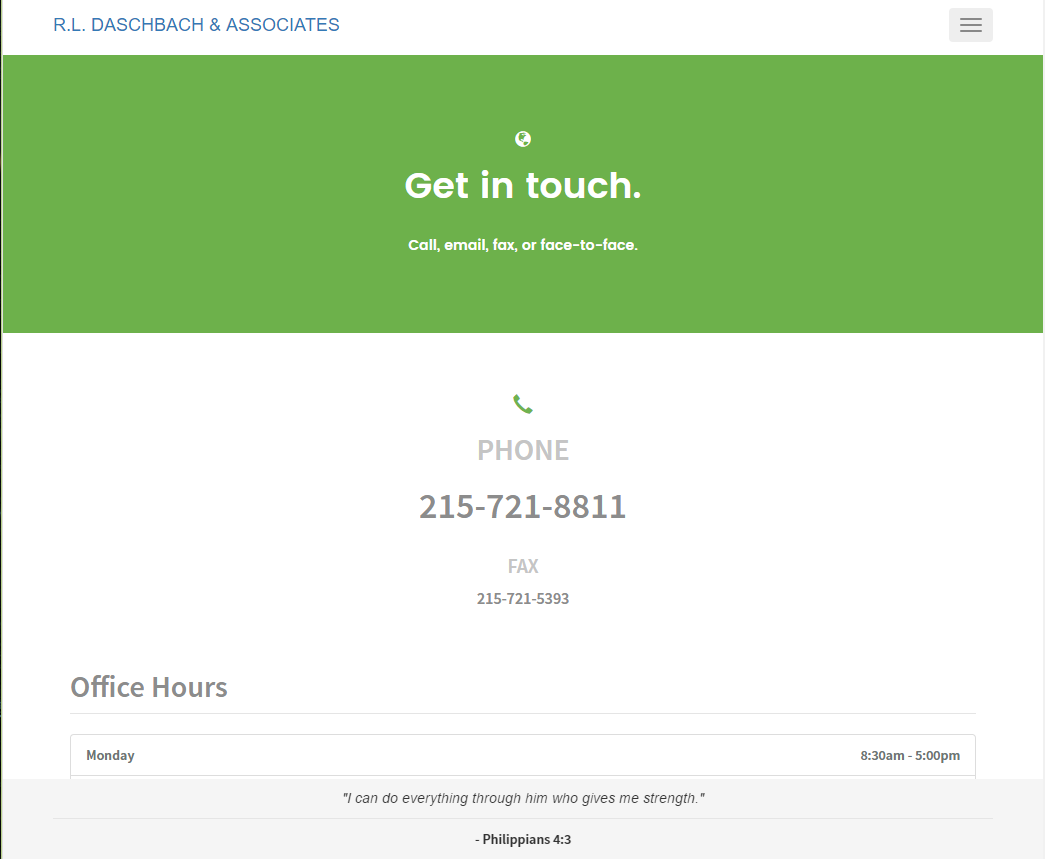 R.L. DASCHBACH & ASSOCIATES
Get in touch.
Call, email, fax, or face-to-face.
PHONE
215-721-8811
FAX
215-721-5393
Office Hours
Monday 8:30am - 5:00pm
"I can do everything through him who gives me strength."
- Philippians 4:3